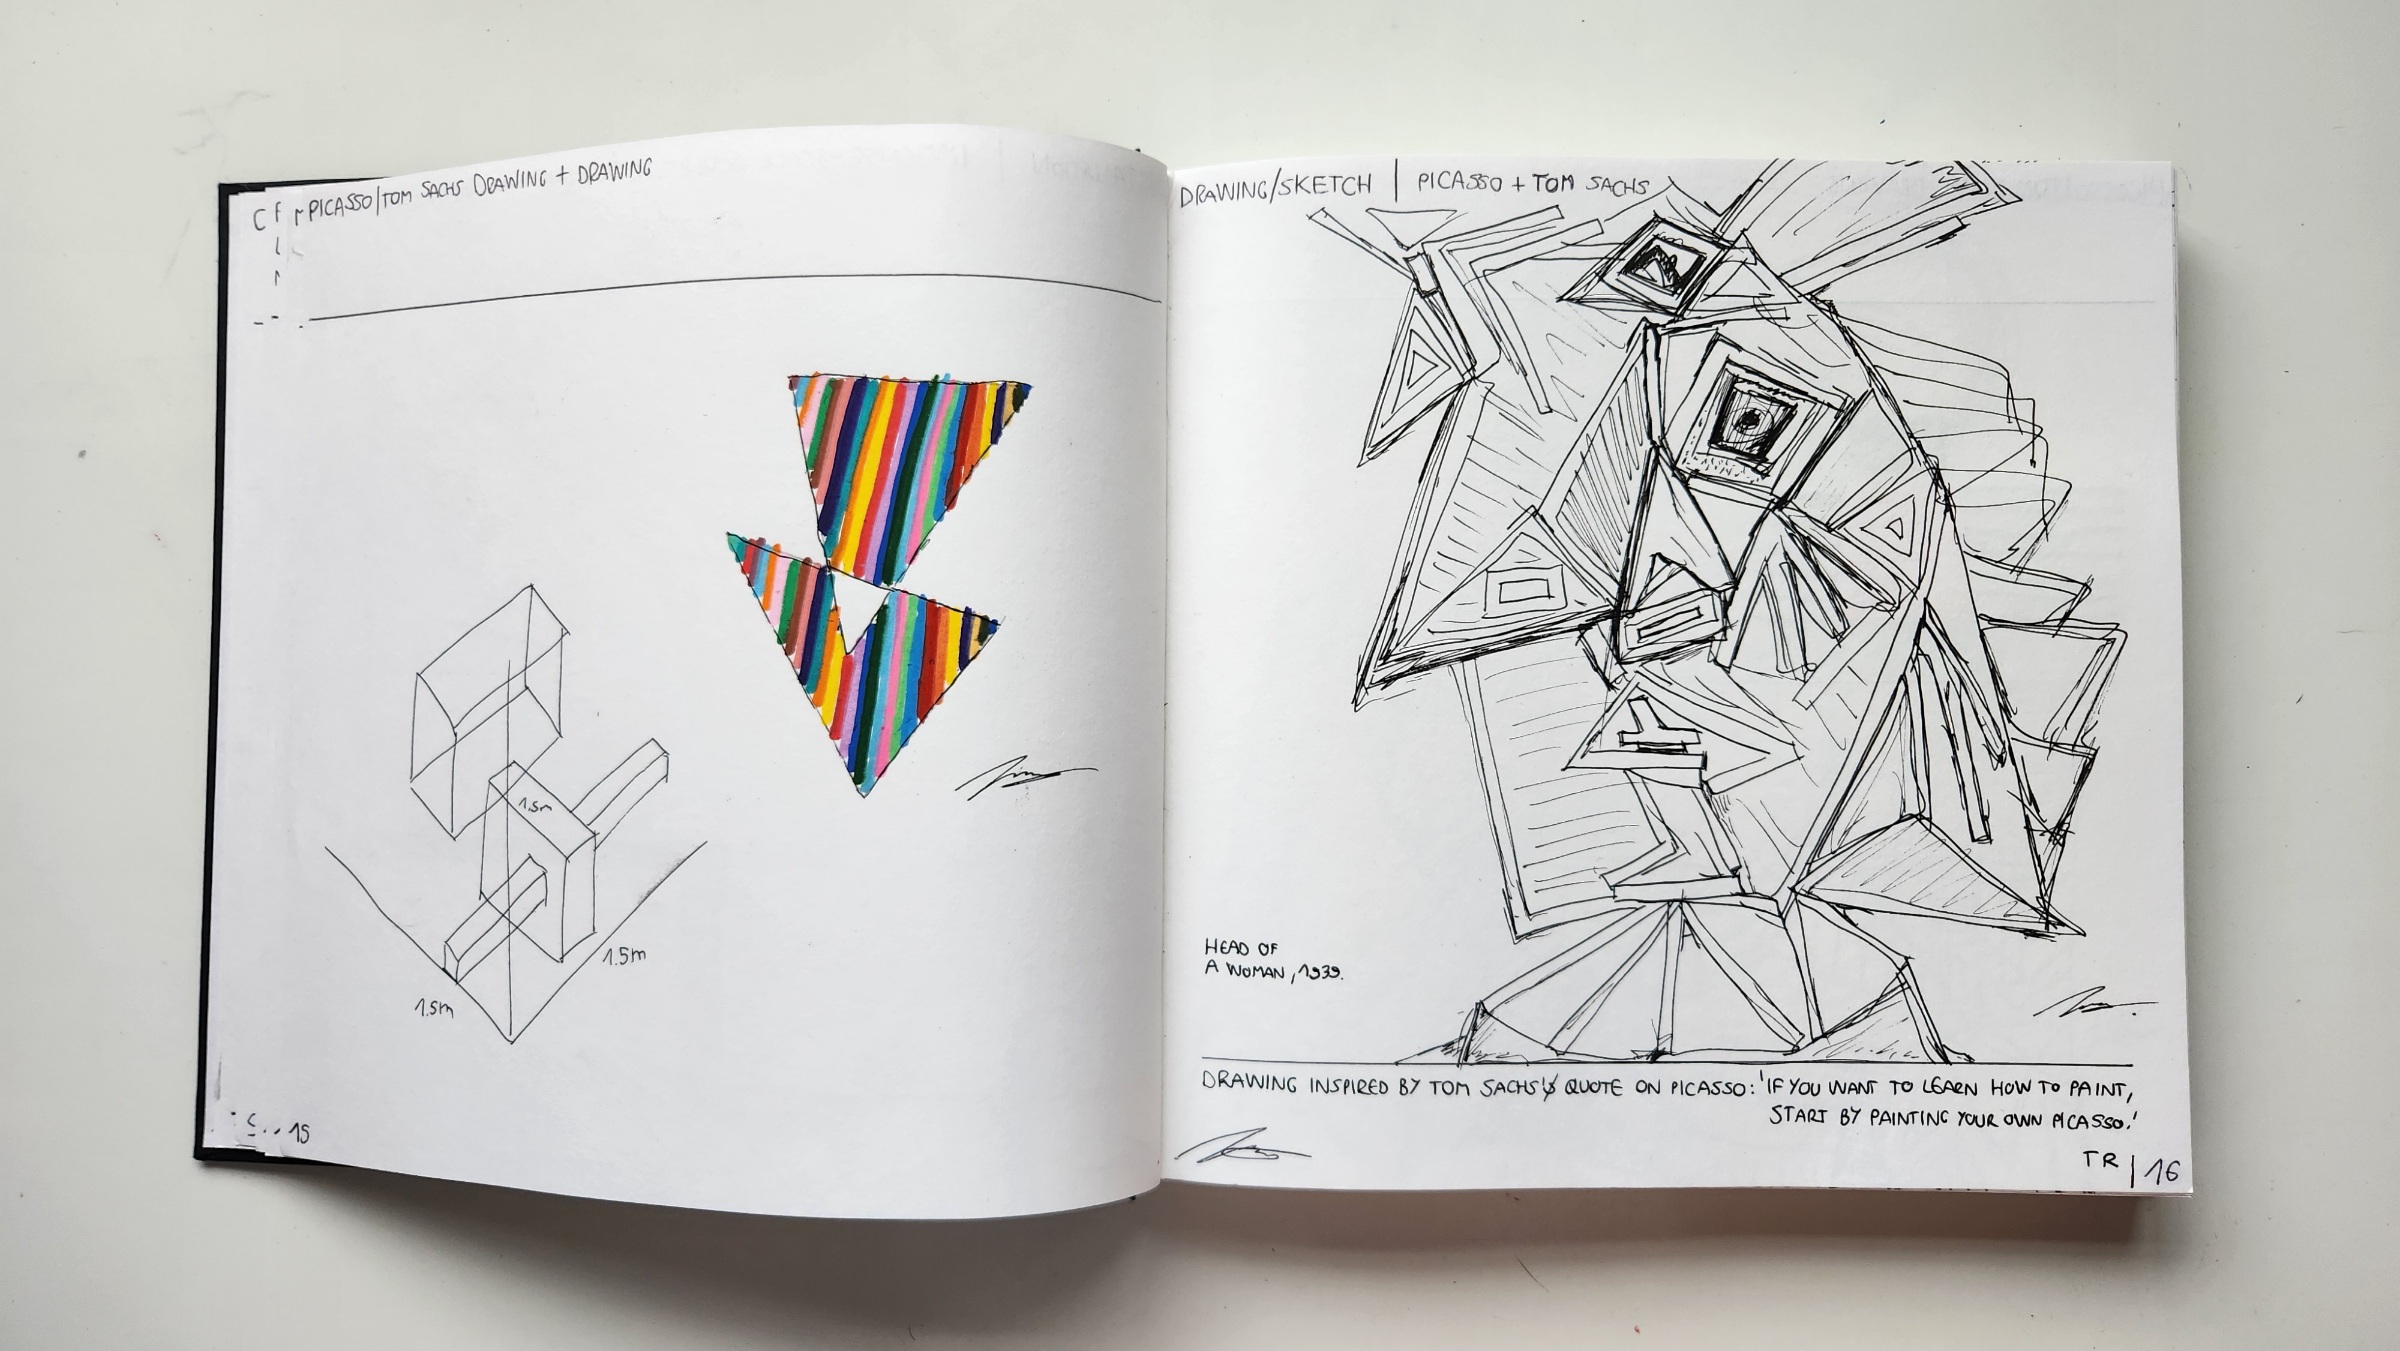 PICASSO/TOM SACHS DRAWING + DRAWING
1.5m
1.5m
1.5m
15
DRAWING/SKETCH | PICASSO + TOM SACHS
HEAD OF
A WOMAN, 1939.
DRAWING INSPIRED BY TOM SACHS' QUOTE ON PICASSO: 'IF YOU WANT TO LEARN HOW TO PAINT,
START BY PAINTING YOUR OWN PICASSO.'
TR | 16